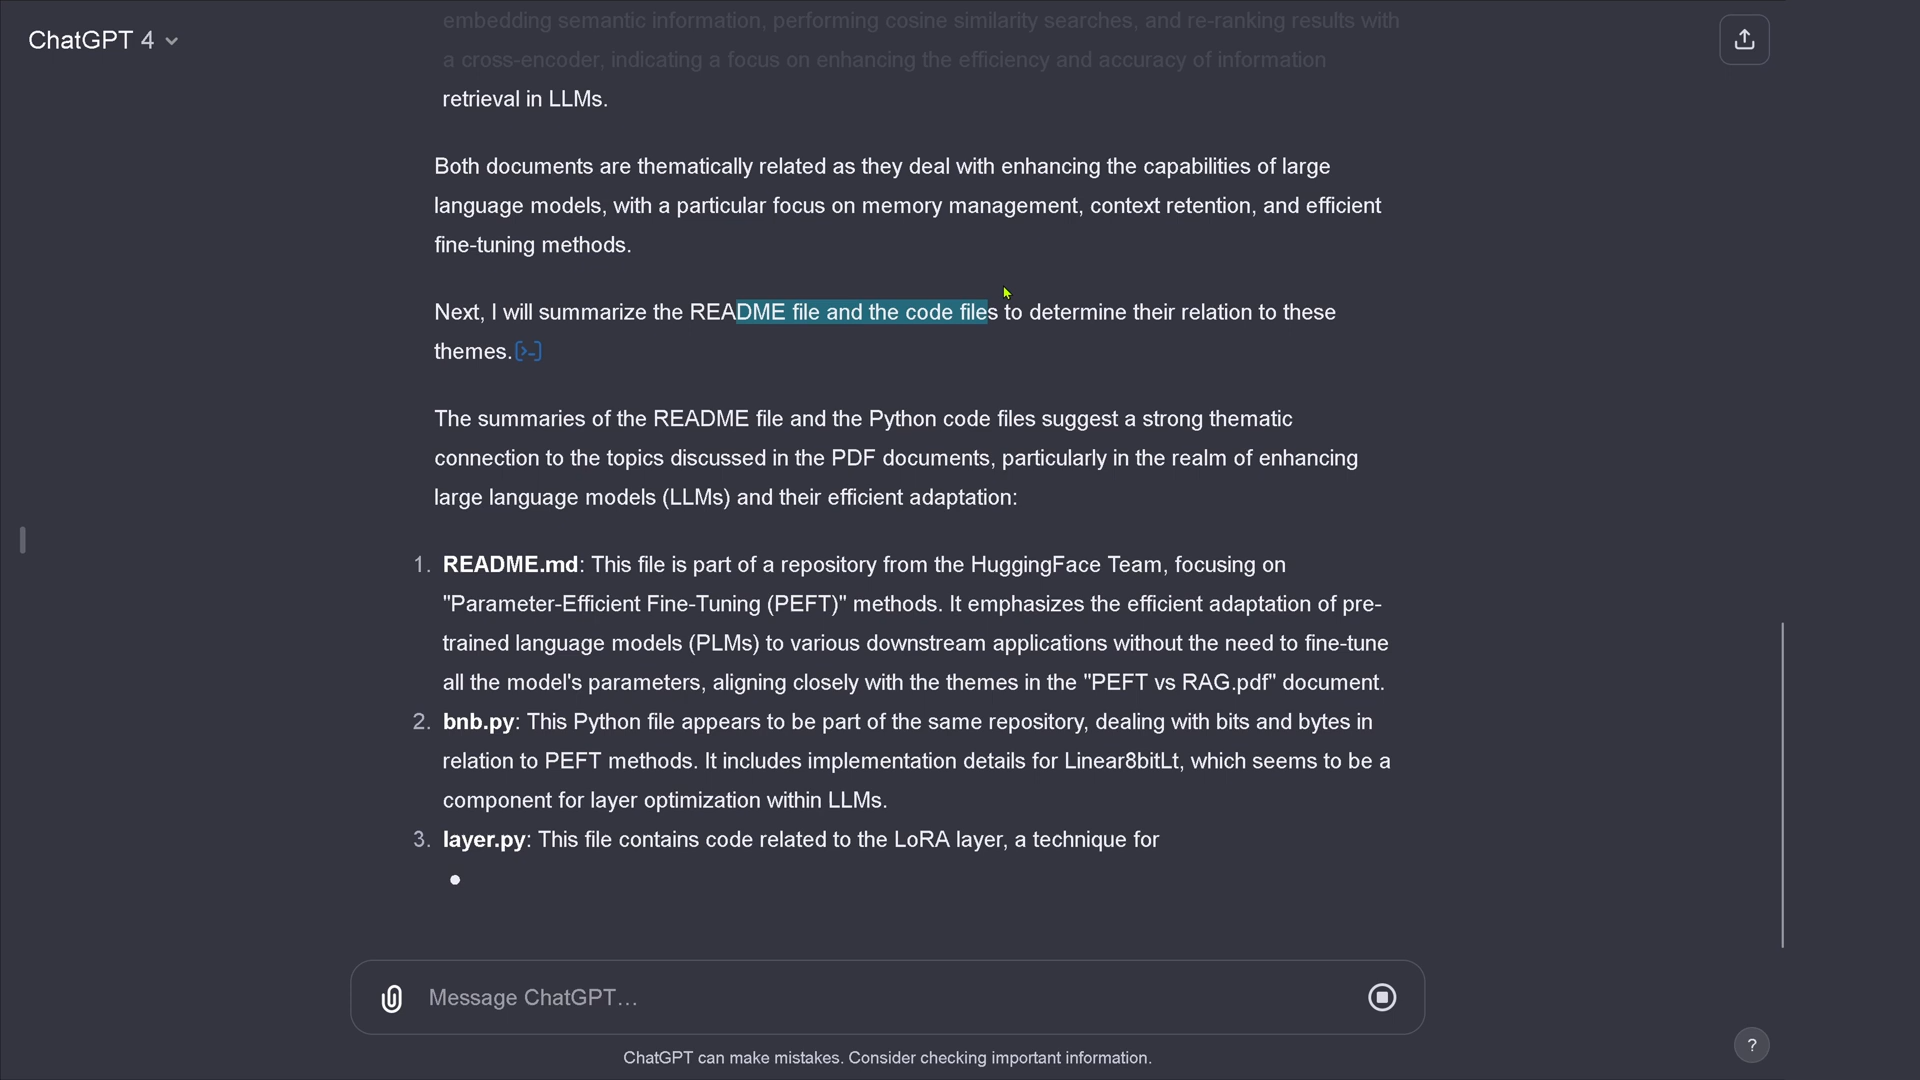 embedding semantic information, performing cosine similarity searches, and re-ranking results with
ChatGPT 4
a cross-encoder, indicating a focus on enhancing the efficiency and accuracy of information
retrieval in LLMs.
Both documents are thematically related as they deal with enhancing the capabilities of large
language models, with a particular focus on memory management, context retention, and efficient
fine-tuning methods.
Next, I will summarize the README file and the code files to determine their relation to these
themes.[>-]
The summaries of the README file and the Python code files suggest a strong thematic
connection to the topics discussed in the PDF documents, particularly in the realm of enhancing
large language models (LLMs) and their efficient adaptation:
1. README.md: This file is part of a repository from the HuggingFace Team, focusing on
"Parameter-Efficient Fine-Tuning (PEFT)" methods. It emphasizes the efficient adaptation of pre-
trained language models (PLMs) to various downstream applications without the need to fine-tune
all the model's parameters, aligning closely with the themes in the "PEFT vs RAG.pdf" document.
2. bnb.py: This Python file appears to be part of the same repository, dealing with bits and bytes in
relation to PEFT methods. It includes implementation details for Linear8bitLt, which seems to be a
component for layer optimization within LLMs.
3. layer.py: This file contains code related to the LoRA layer, a technique for
Message ChatGPT…
ChatGPT can make mistakes. Consider checking important information.
?